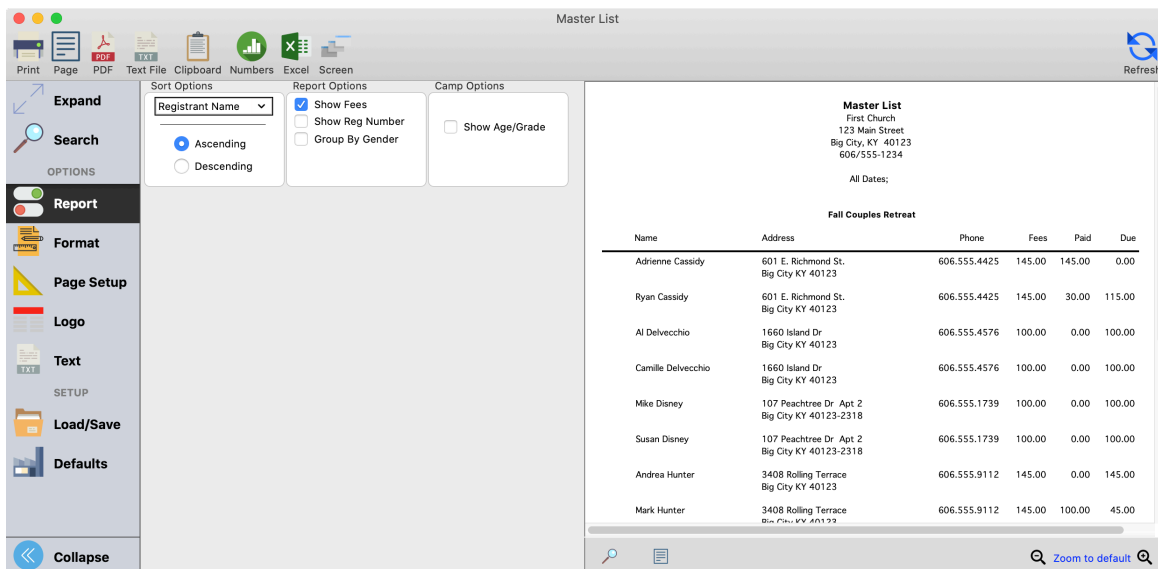 Master List
Print Page PDF Text File Clipboard Numbers Excel Screen
PDF
TXT
Refresh
Expand
Search
OPTIONS
Report
Format
Page Setup
Logo
Text
TXT
SETUP
Load/Save
Defaults
Collapse
Sort Options
Registrant Name
Ascending
Descending
Report Options
Show Fees
Show Reg Number
Group By Gender
Camp Options
Show Age/Grade
Master List
First Church
123 Main Street
Big City, KY 40123
606/555-1234
All Dates;
Fall Couples Retreat
Name Address Phone Fees Paid Due
Adrienne Cassidy 601 E. Richmond St. 606.555.4425 145.00 145.00 0.00
Big City KY 40123
Ryan Cassidy 601 E. Richmond St. 606.555.4425 145.00 30.00 115.00
Big City KY 40123
Al Delvecchio 1660 Island Dr 606.555.4576 100.00 0.00 100.00
Big City KY 40123
Camille Delvecchio 1660 Island Dr 606.555.4576 100.00 0.00 100.00
Big City KY 40123
Mike Disney 107 Peachtree Dr Apt 2 606.555.1739 100.00 0.00 100.00
Big City KY 40123-2318
Susan Disney 107 Peachtree Dr Apt 2 606.555.1739 100.00 0.00 100.00
Big City KY 40123-2318
Andrea Hunter 3408 Rolling Terrace 606.555.9112 145.00 0.00 145.00
Big City KY 40123
Mark Hunter 3408 Rolling Terrace 606.555.9112 145.00 100.00 45.00
Big City KY 40123
Zoom to default